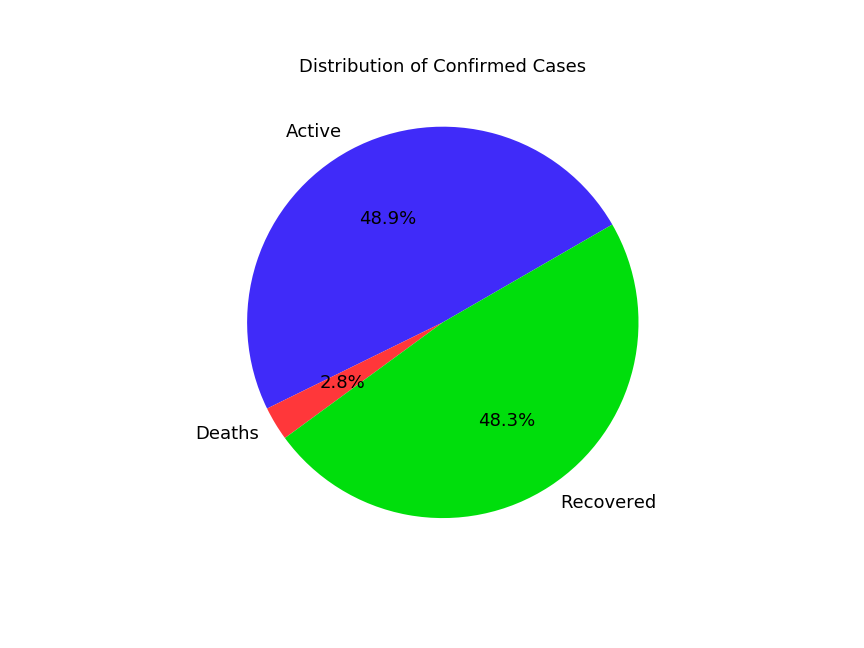 Distribution of Confirmed Cases
Active
48.9%
2.8%
Deaths
48.3%
Recovered